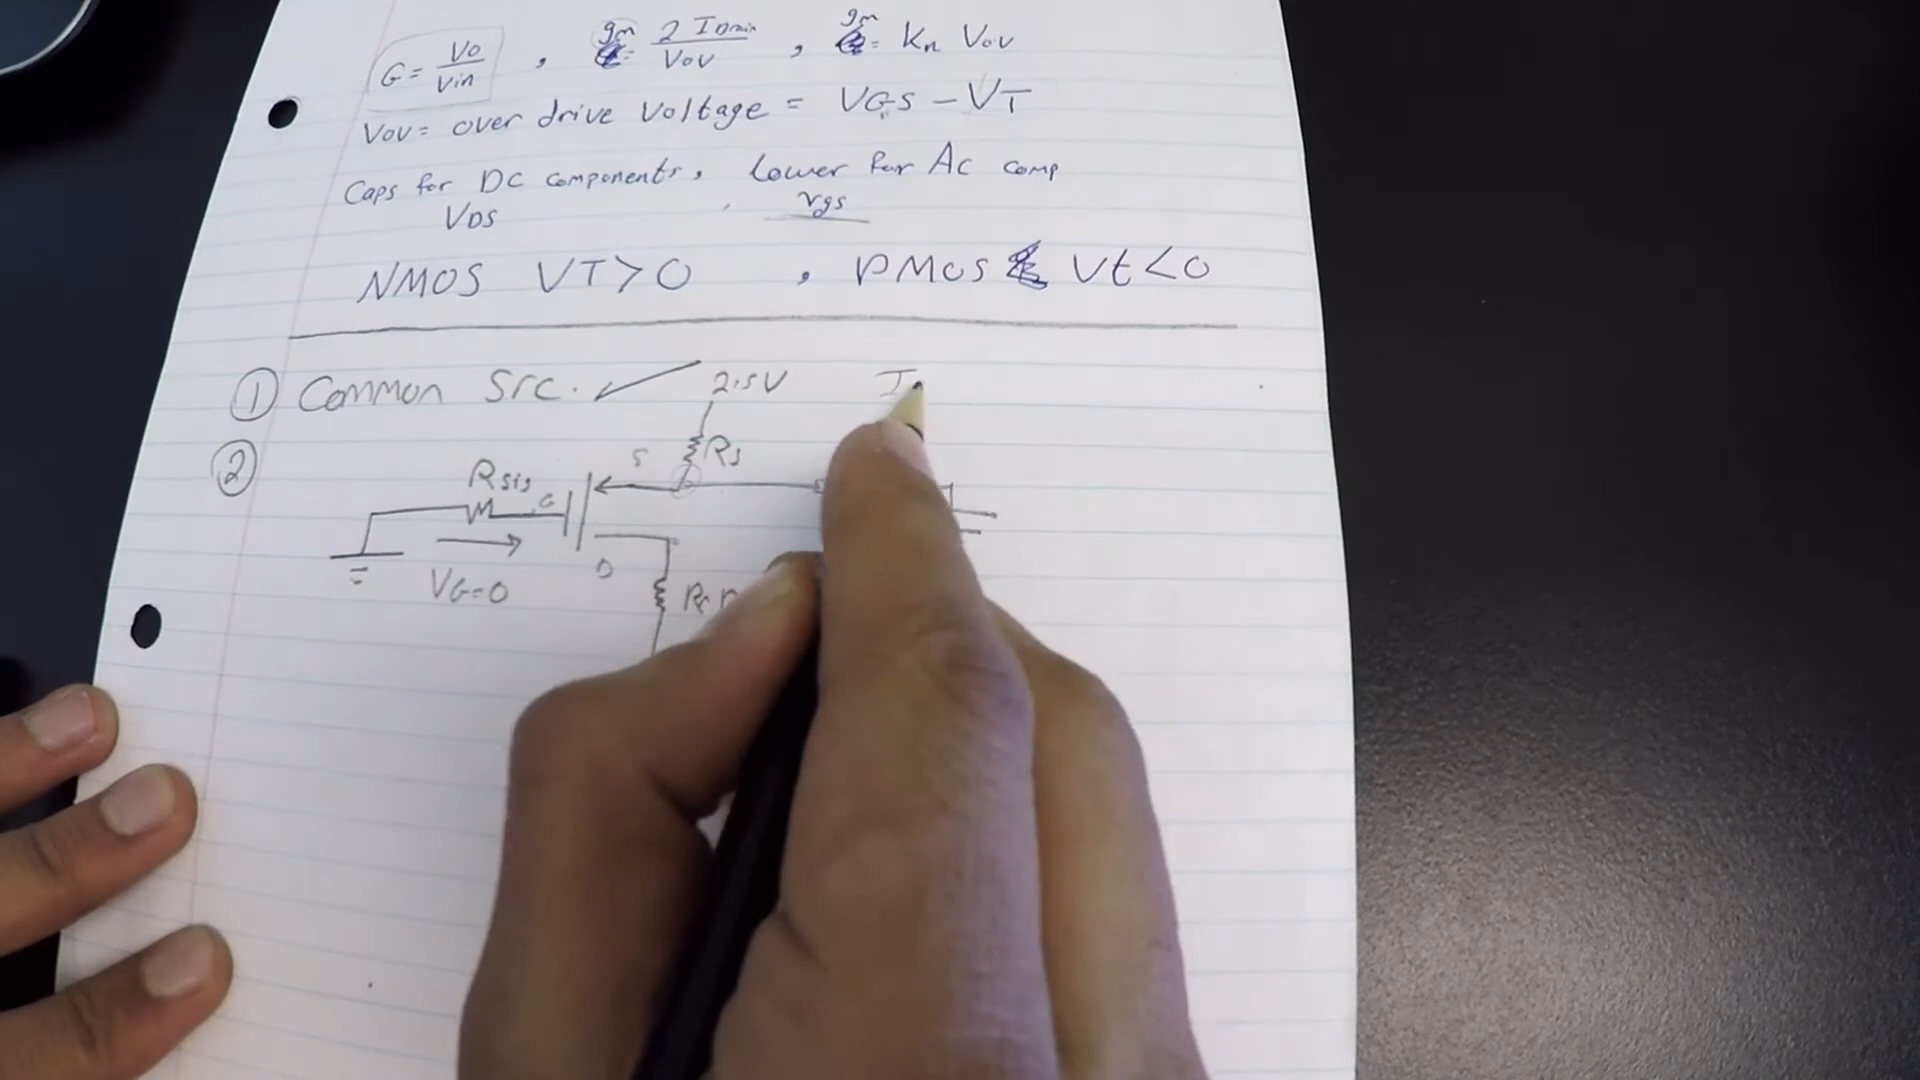 G = Vo/Vin , gm = 2 IDmin/Vov , gm = Kn Vov
Vov = over drive Voltage = VGS - VT
Caps for DC components, lower for Ac comp
VDS vgs
NMOS VT>0 , PMOS Vt<0
① Common Src. 2.5V I
② Rsig G S Rs
VG=0 D